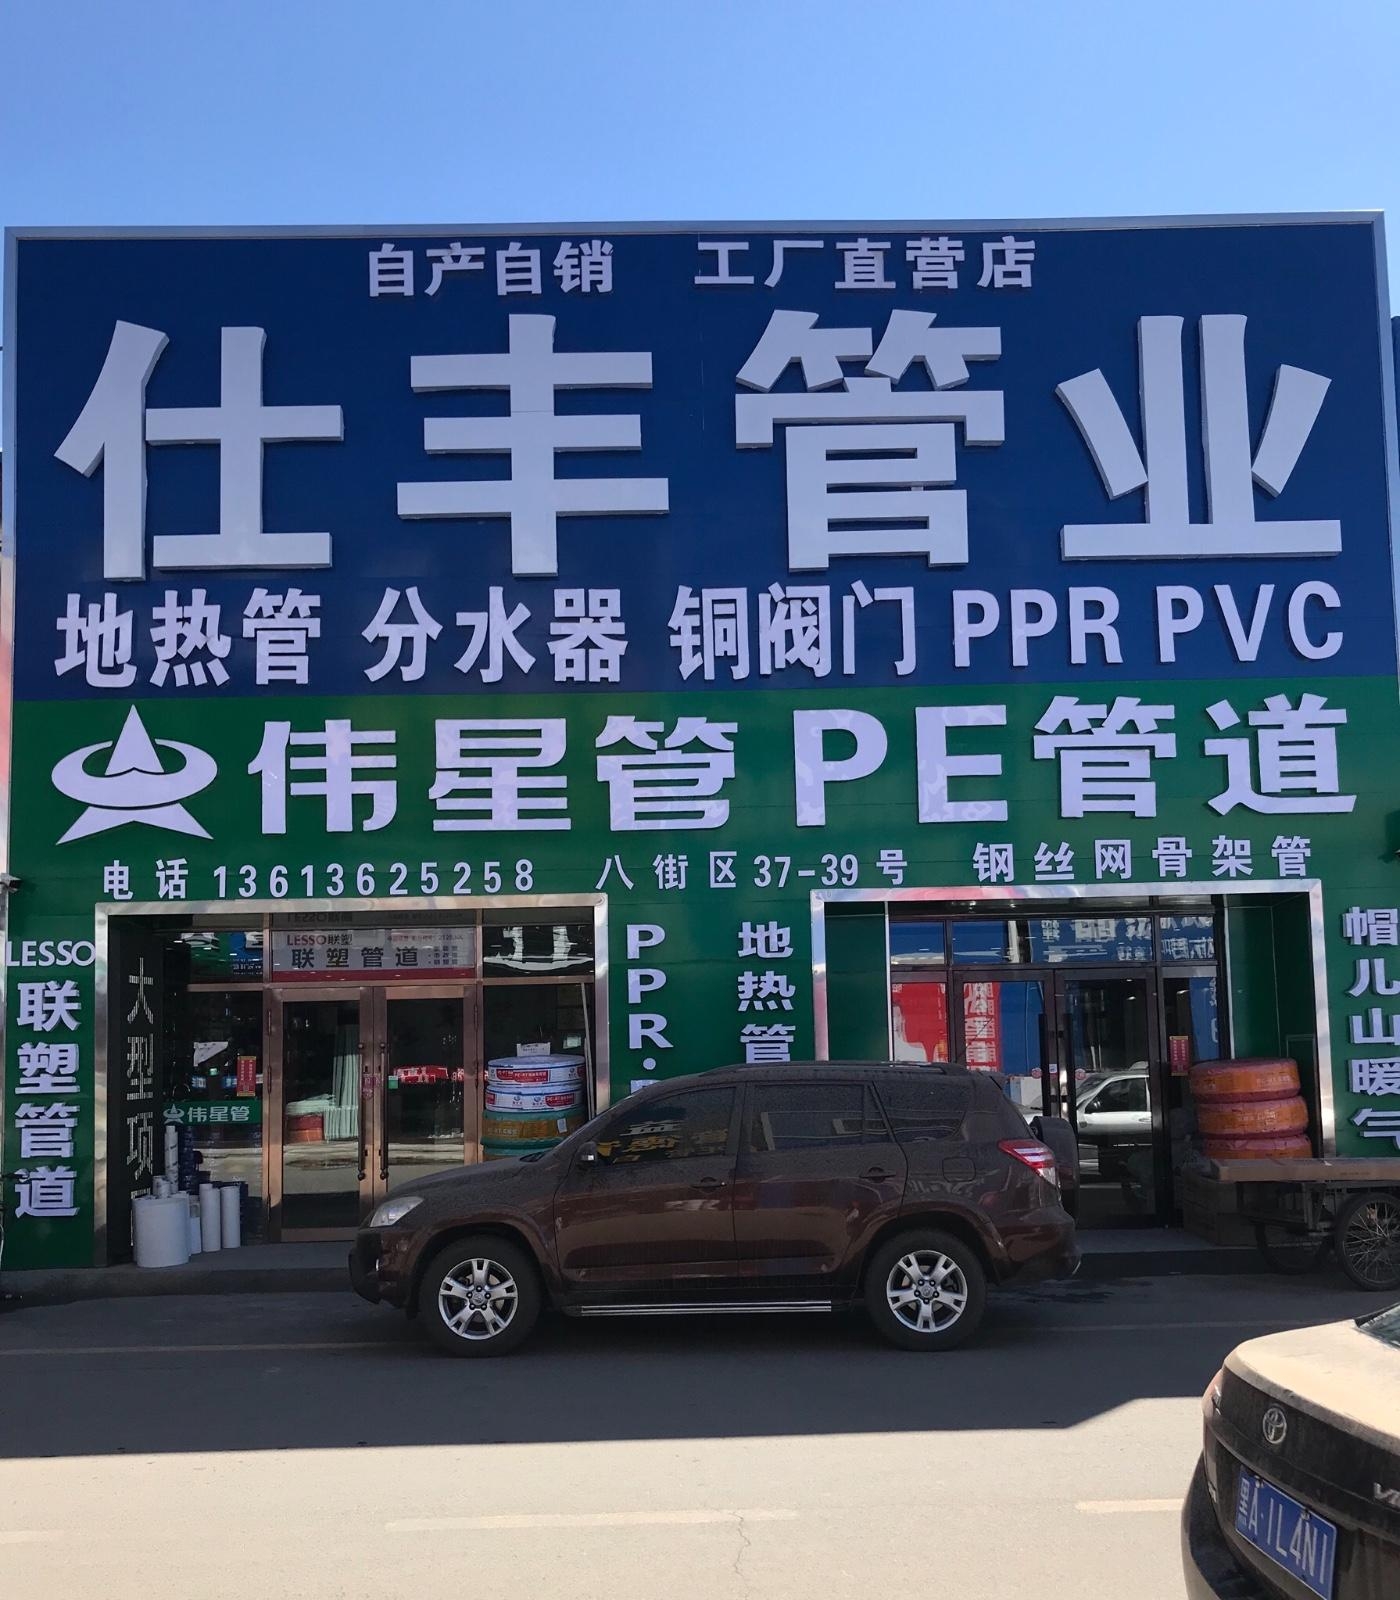 自产自销 工厂直营店
仕丰管业
地热管 分水器 铜阀门 PPR PVC
伟星管 PE管道
电话 13613625258 八街区37-39号 钢丝网骨架管
LESSO
联塑管道
大型项
LESSO联塑
联塑管道
伟星管
PPR·
地热管
帽儿山暖气
黑A·1L4N1